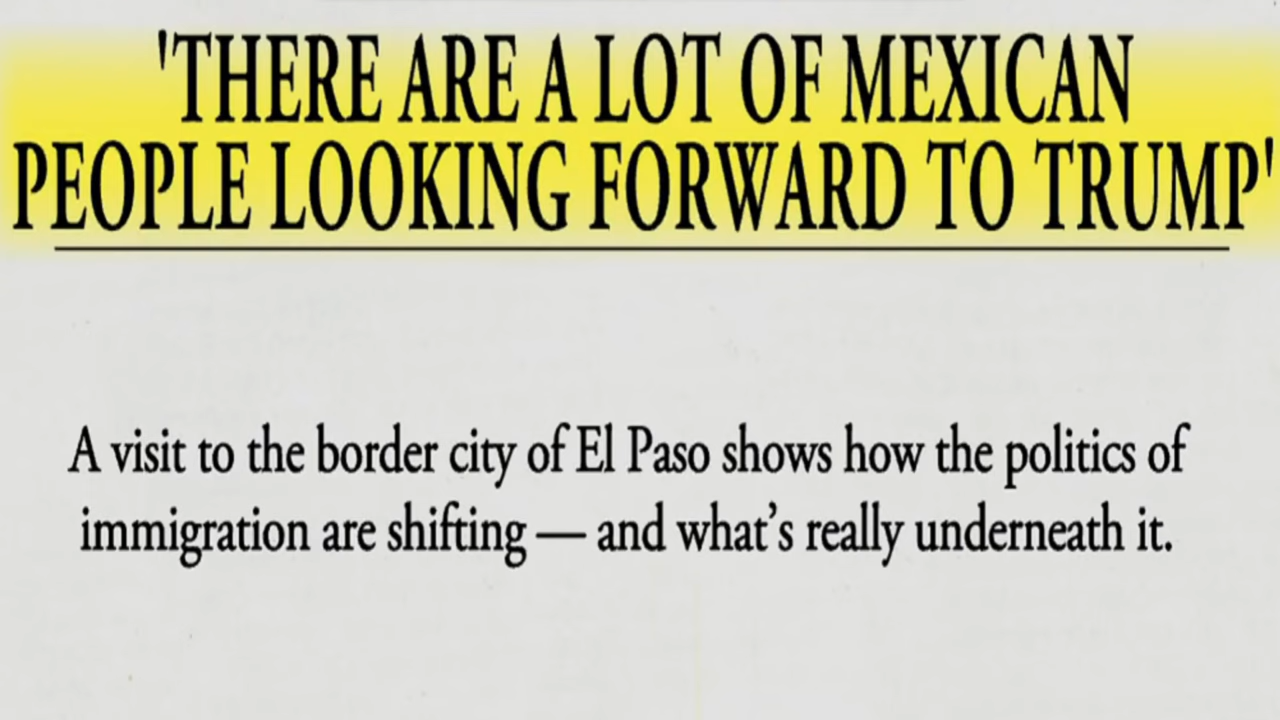 'THERE ARE A LOT OF MEXICAN
PEOPLE LOOKING FORWARD TO TRUMP'
A visit to the border city of El Paso shows how the politics of
immigration are shifting — and what’s really underneath it.